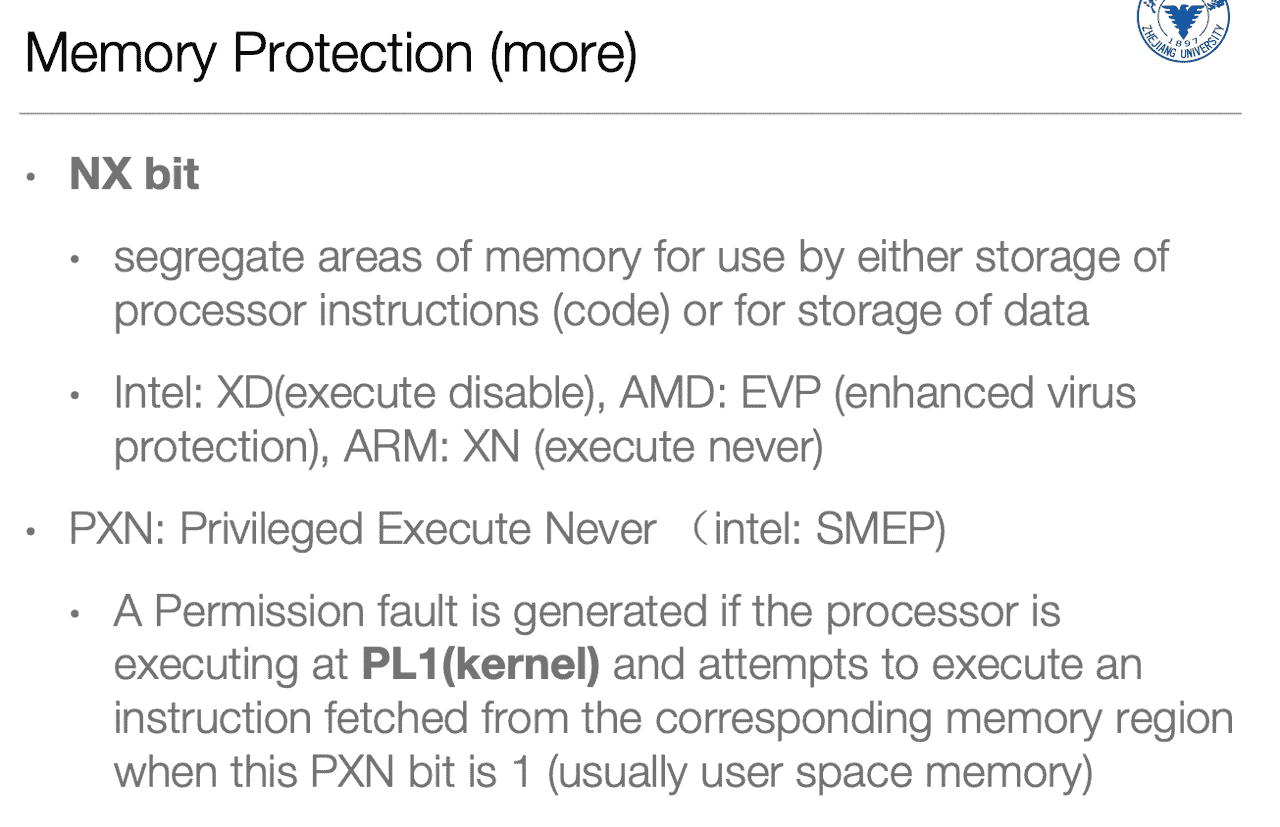 Memory Protection (more)
1897
ZHEJIANG UNIVERSITY
• NX bit
• segregate areas of memory for use by either storage of
processor instructions (code) or for storage of data
• Intel: XD(execute disable), AMD: EVP (enhanced virus
protection), ARM: XN (execute never)
• PXN: Privileged Execute Never （intel: SMEP)
• A Permission fault is generated if the processor is
executing at PL1(kernel) and attempts to execute an
instruction fetched from the corresponding memory region
when this PXN bit is 1 (usually user space memory)